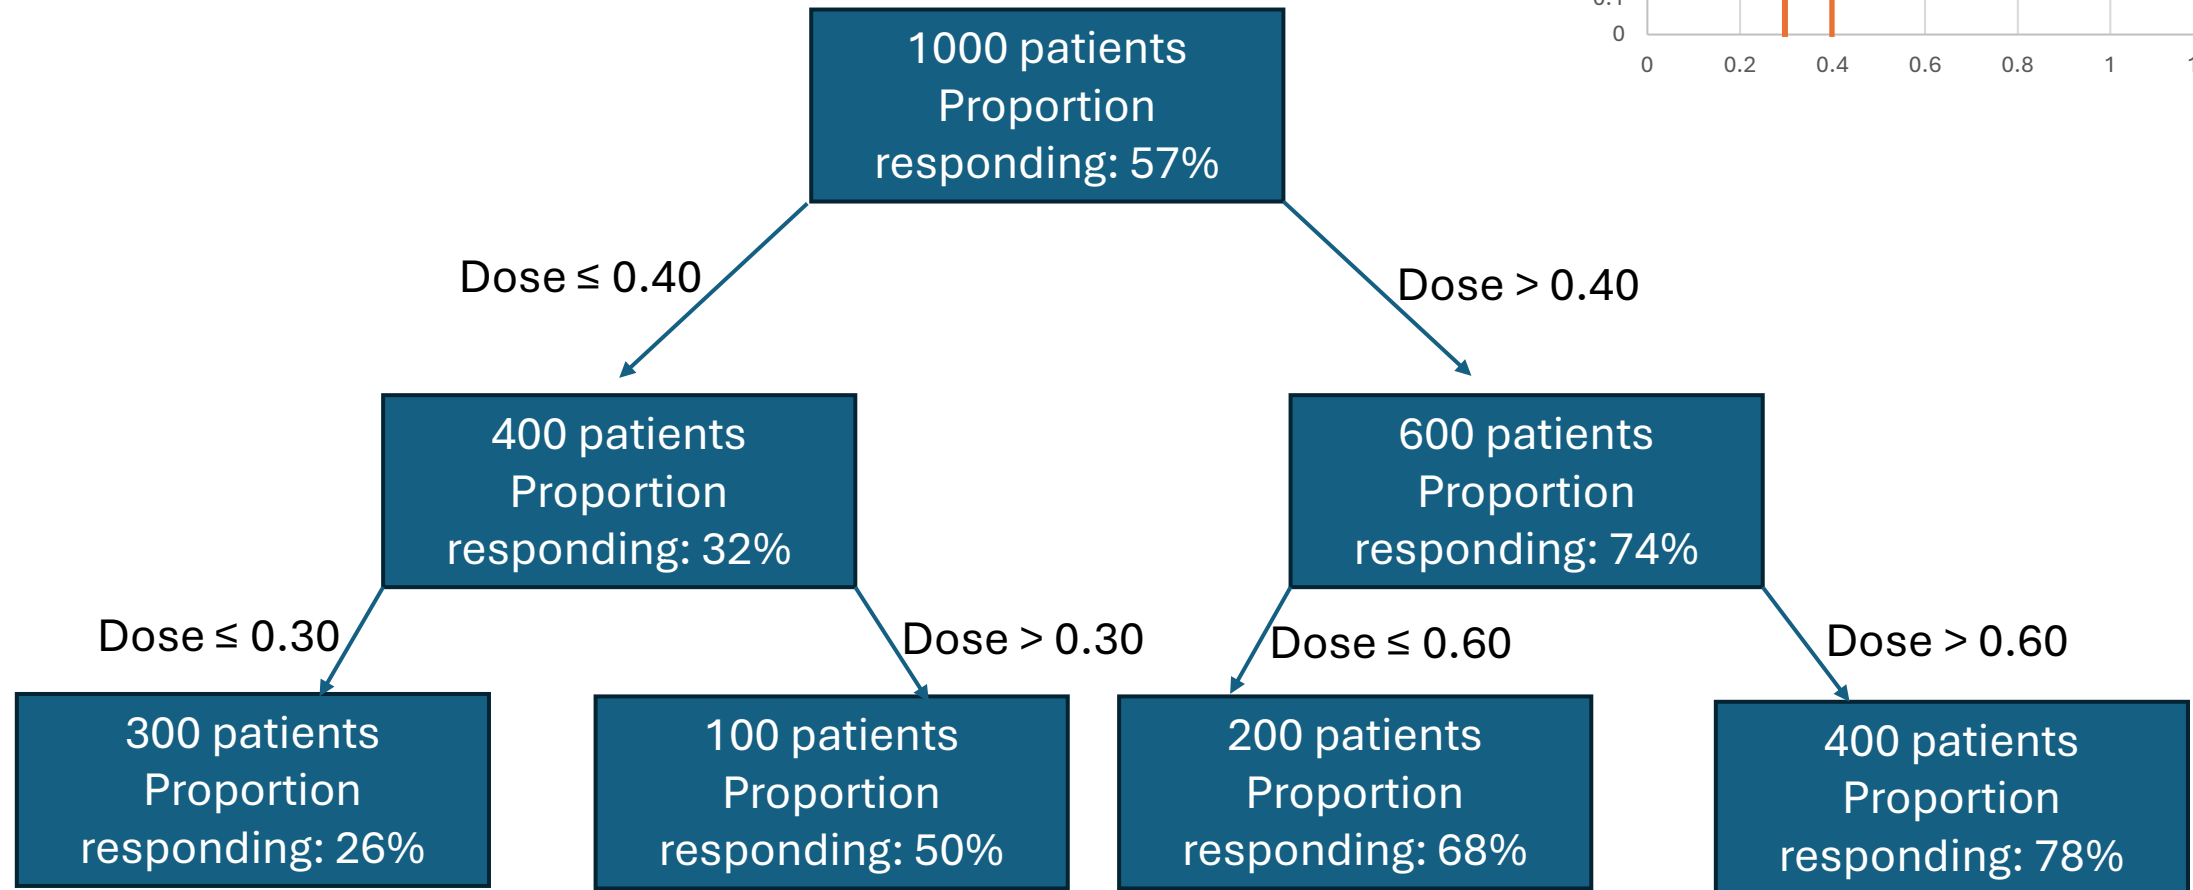 1000 patients
Proportion
responding: 57%
0
0 0.2 0.4 0.6 0.8 1
Dose ≤ 0.40
Dose > 0.40
400 patients
Proportion
responding: 32%
600 patients
Proportion
responding: 74%
Dose ≤ 0.30
Dose > 0.30
Dose ≤ 0.60
Dose > 0.60
300 patients
Proportion
responding: 26%
100 patients
Proportion
responding: 50%
200 patients
Proportion
responding: 68%
400 patients
Proportion
responding: 78%